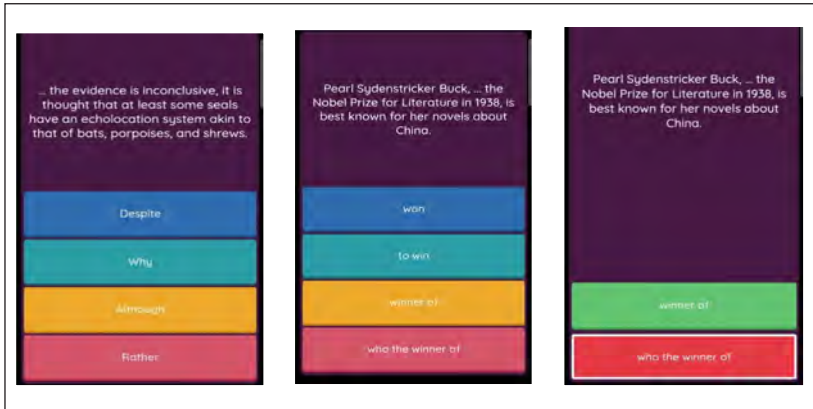 ... the evidence is inconclusive, it is
thought that at least some seals
have an echolocation system akin to
that of bats, porpoises, and shrews.
Despite
Why
Although
Rather
Pearl Sydenstricker Buck, ... the
Nobel Prize for Literature in 1938, is
best known for her novels about
China.
won
to win
winner of
who the winner of
Pearl Sydenstricker Buck, ... the
Nobel Prize for Literature in 1938, is
best known for her novels about
China.
winner of
who the winner of